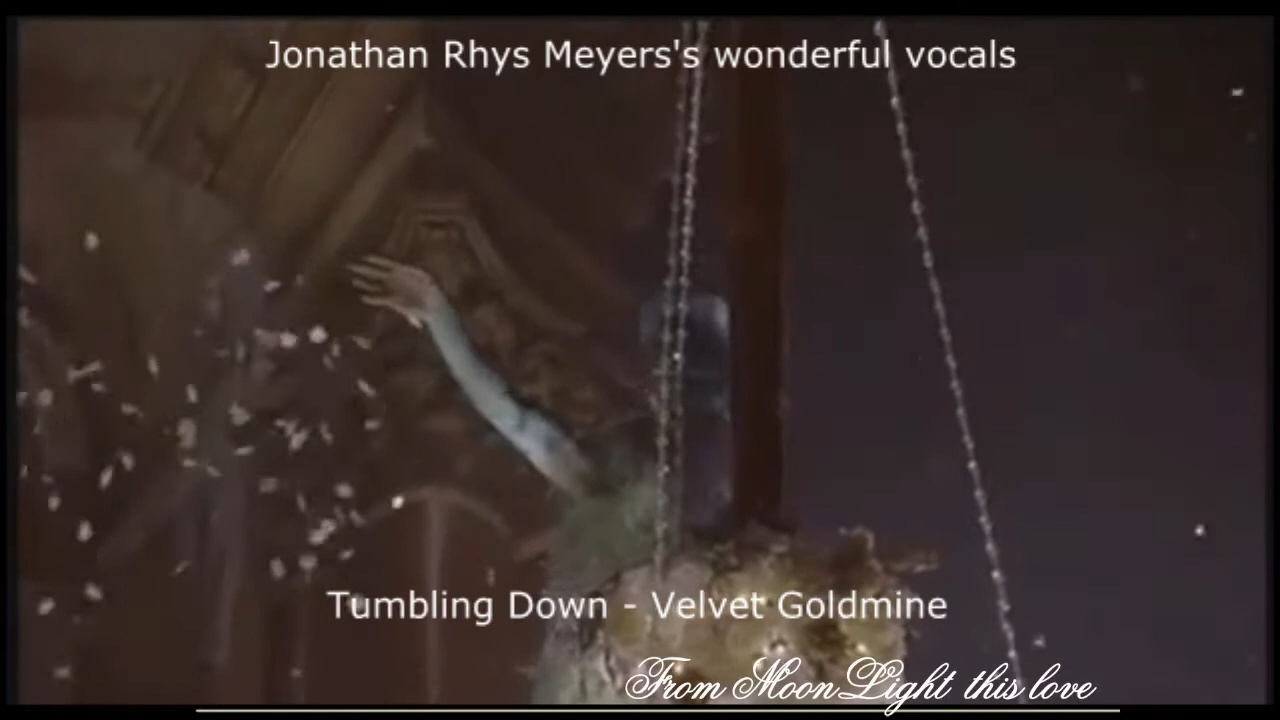 Jonathan Rhys Meyers's wonderful vocals
Tumbling Down - Velvet Goldmine
From MoonLight this love